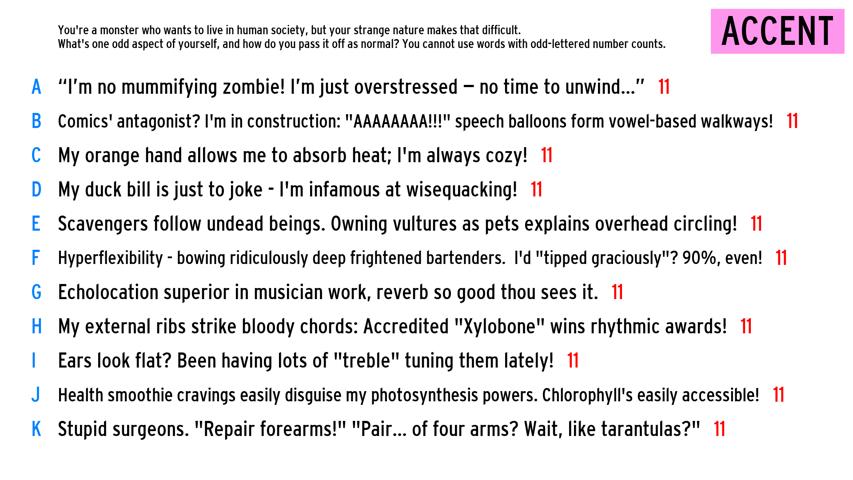 You're a monster who wants to live in human society, but your strange nature makes that difficult.
What's one odd aspect of yourself, and how do you pass it off as normal? You cannot use words with odd-lettered number counts.
ACCENT
A “I’m no mummifying zombie! I’m just overstressed – no time to unwind...” 11
B Comics' antagonist? I'm in construction: "AAAAAAAA!!!" speech balloons form vowel-based walkways! 11
C My orange hand allows me to absorb heat; I'm always cozy! 11
D My duck bill is just to joke - I'm infamous at wisequacking! 11
E Scavengers follow undead beings. Owning vultures as pets explains overhead circling! 11
F Hyperflexibility - bowing ridiculously deep frightened bartenders. I'd "tipped graciously"? 90%, even! 11
G Echolocation superior in musician work, reverb so good thou sees it. 11
H My external ribs strike bloody chords: Accredited "Xylobone" wins rhythmic awards! 11
I Ears look flat? Been having lots of "treble" tuning them lately! 11
J Health smoothie cravings easily disguise my photosynthesis powers. Chlorophyll's easily accessible! 11
K Stupid surgeons. "Repair forearms!" "Pair... of four arms? Wait, like tarantulas?" 11